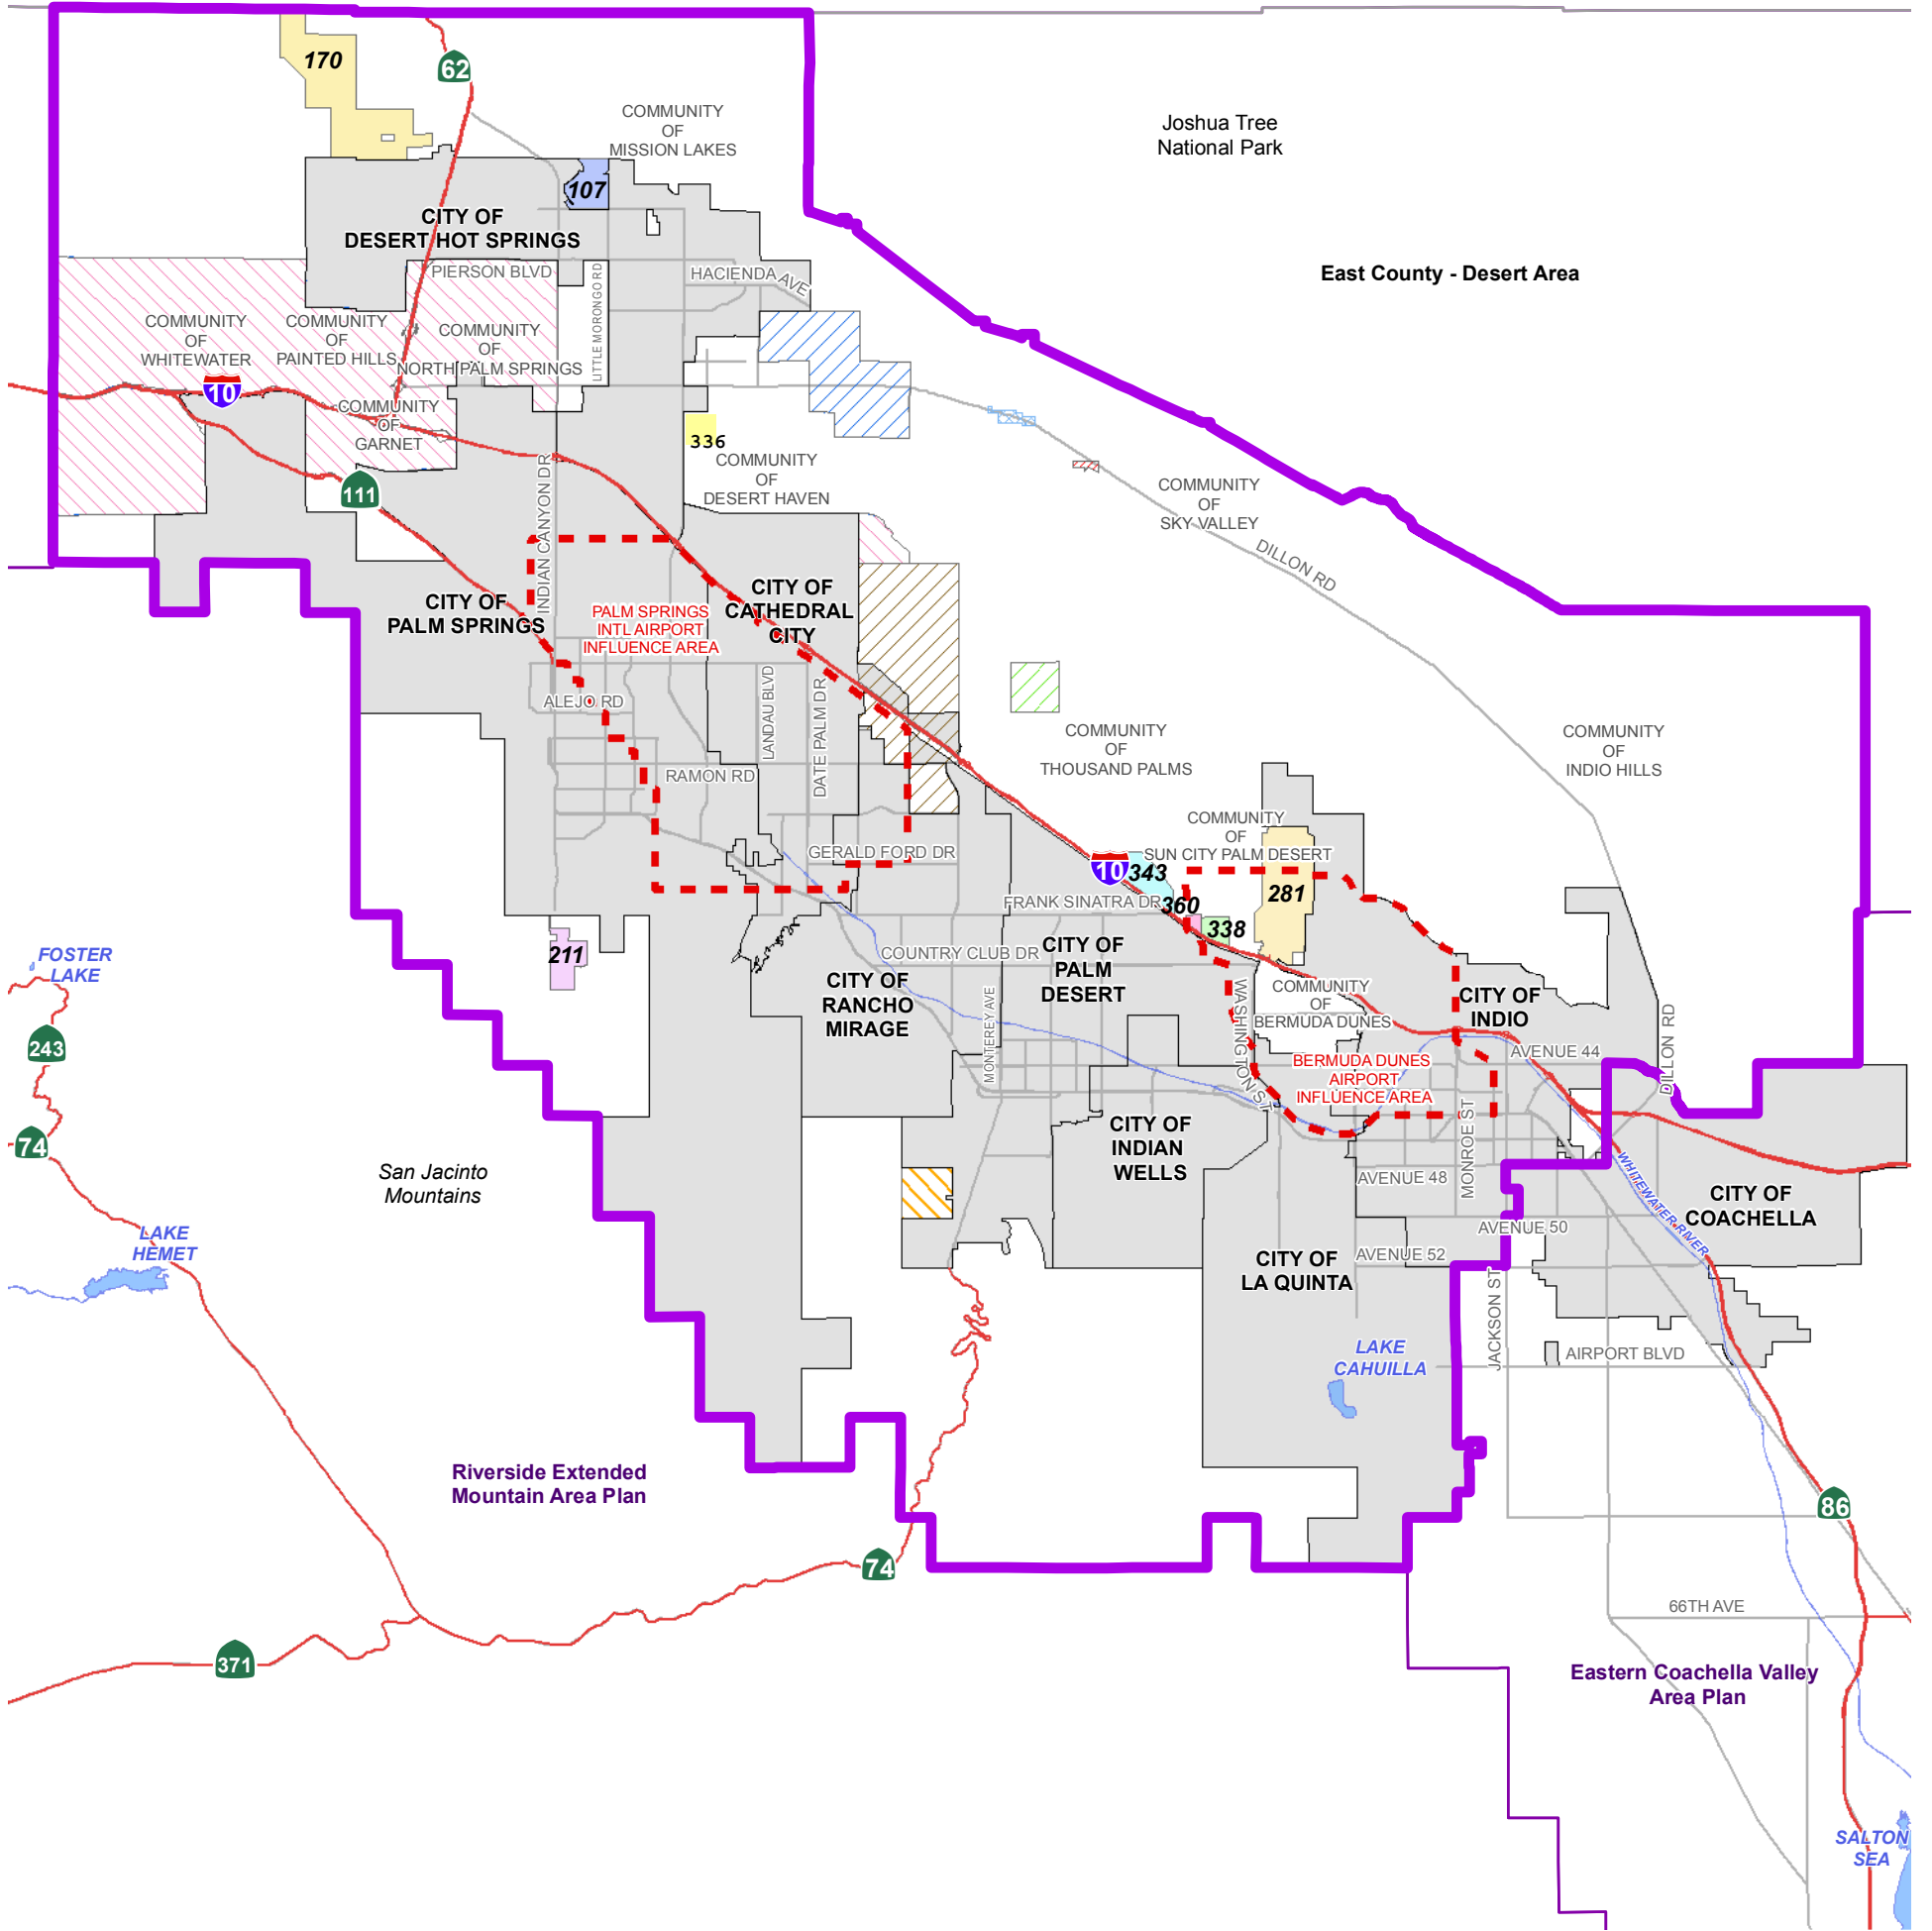 170
62
COMMUNITY
OF
MISSION LAKES
Joshua Tree
National Park
107
CITY OF
DESERT HOT SPRINGS
PIERSON BLVD
LITTLE MORONGO RD
HACIENDA AVE
East County - Desert Area
COMMUNITY
OF
WHITEWATER
COMMUNITY
OF
PAINTED HILLS
COMMUNITY
OF
NORTH PALM SPRINGS
10
COMMUNITY
OF
GARNET
336
COMMUNITY
OF
DESERT HAVEN
111
INDIAN CANYON DR
COMMUNITY
OF
SKY VALLEY
DILLON RD
CITY OF
PALM SPRINGS
PALM SPRINGS
INTL AIRPORT
INFLUENCE AREA
CITY OF
CATHEDRAL
CITY
ALEJO RD
LANDAU BLVD
DATE PALM DR
RAMON RD
COMMUNITY
OF
THOUSAND PALMS
COMMUNITY
OF
INDIO HILLS
GERALD FORD DR
COMMUNITY
OF
SUN CITY PALM DESERT
10
343
281
FRANK SINATRA DR
360
338
211
COUNTRY CLUB DR
CITY OF
RANCHO
MIRAGE
CITY OF
PALM
DESERT
MONTEREY AVE
WASHINGTON ST
COMMUNITY
OF
BERMUDA DUNES
CITY OF
INDIO
FOSTER
LAKE
243
BERMUDA DUNES
AIRPORT
INFLUENCE AREA
AVENUE 44
DILLON RD
74
San Jacinto
Mountains
CITY OF
INDIAN
WELLS
MONROE ST
AVENUE 48
WHITEWATER RIVER
CITY OF
COACHELLA
AVENUE 50
LAKE
HEMET
CITY OF
LA QUINTA
AVENUE 52
JACKSON ST
LAKE
CAHUILLA
AIRPORT BLVD
Riverside Extended
Mountain Area Plan
86
74
66TH AVE
371
Eastern Coachella Valley
Area Plan
SALTON
SEA